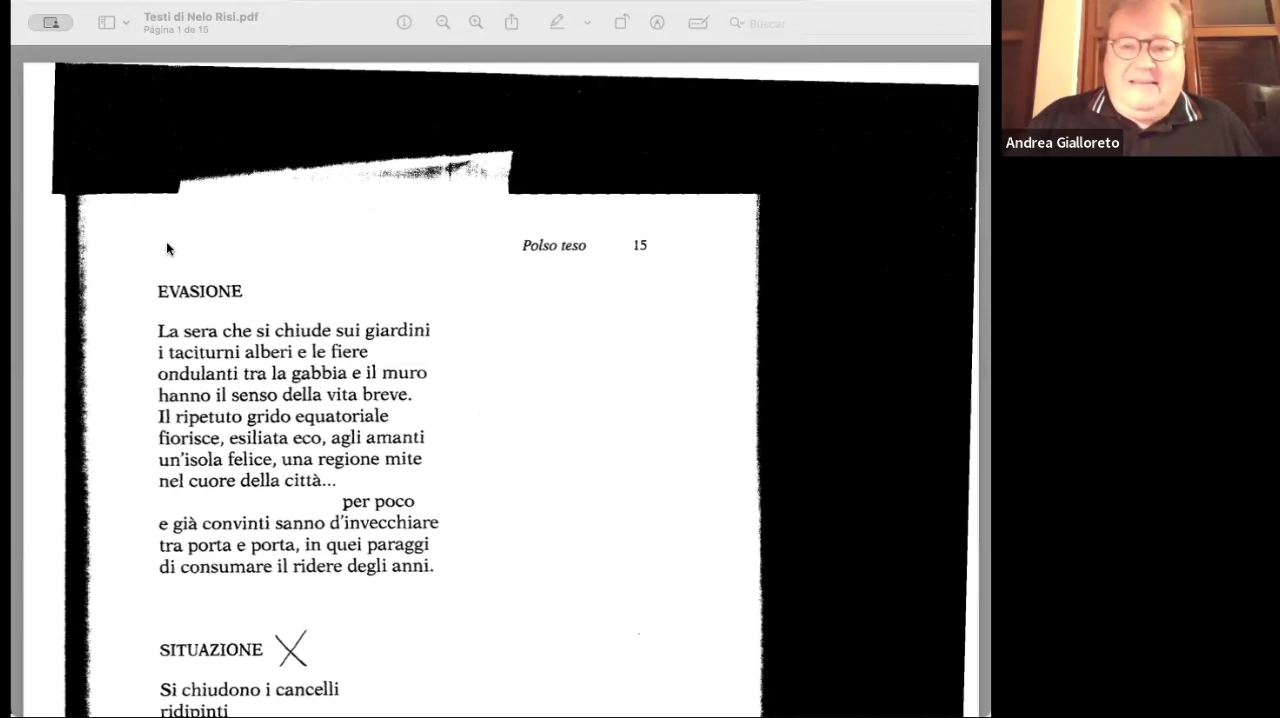 Testi di Nelo Risi.pdf
Página 1 de 15
Buscar
Andrea Gialloreto
Polso teso 15
EVASIONE
La sera che si chiude sui giardini
i taciturni alberi e le fiere
ondulanti tra la gabbia e il muro
hanno il senso della vita breve.
Il ripetuto grido equatoriale
fiorisce, esiliata eco, agli amanti
un'isola felice, una regione mite
nel cuore della città...
per poco
e già convinti sanno d'invecchiare
tra porta e porta, in quei paraggi
di consumare il ridere degli anni.
SITUAZIONE
Si chiudono i cancelli
ridipinti